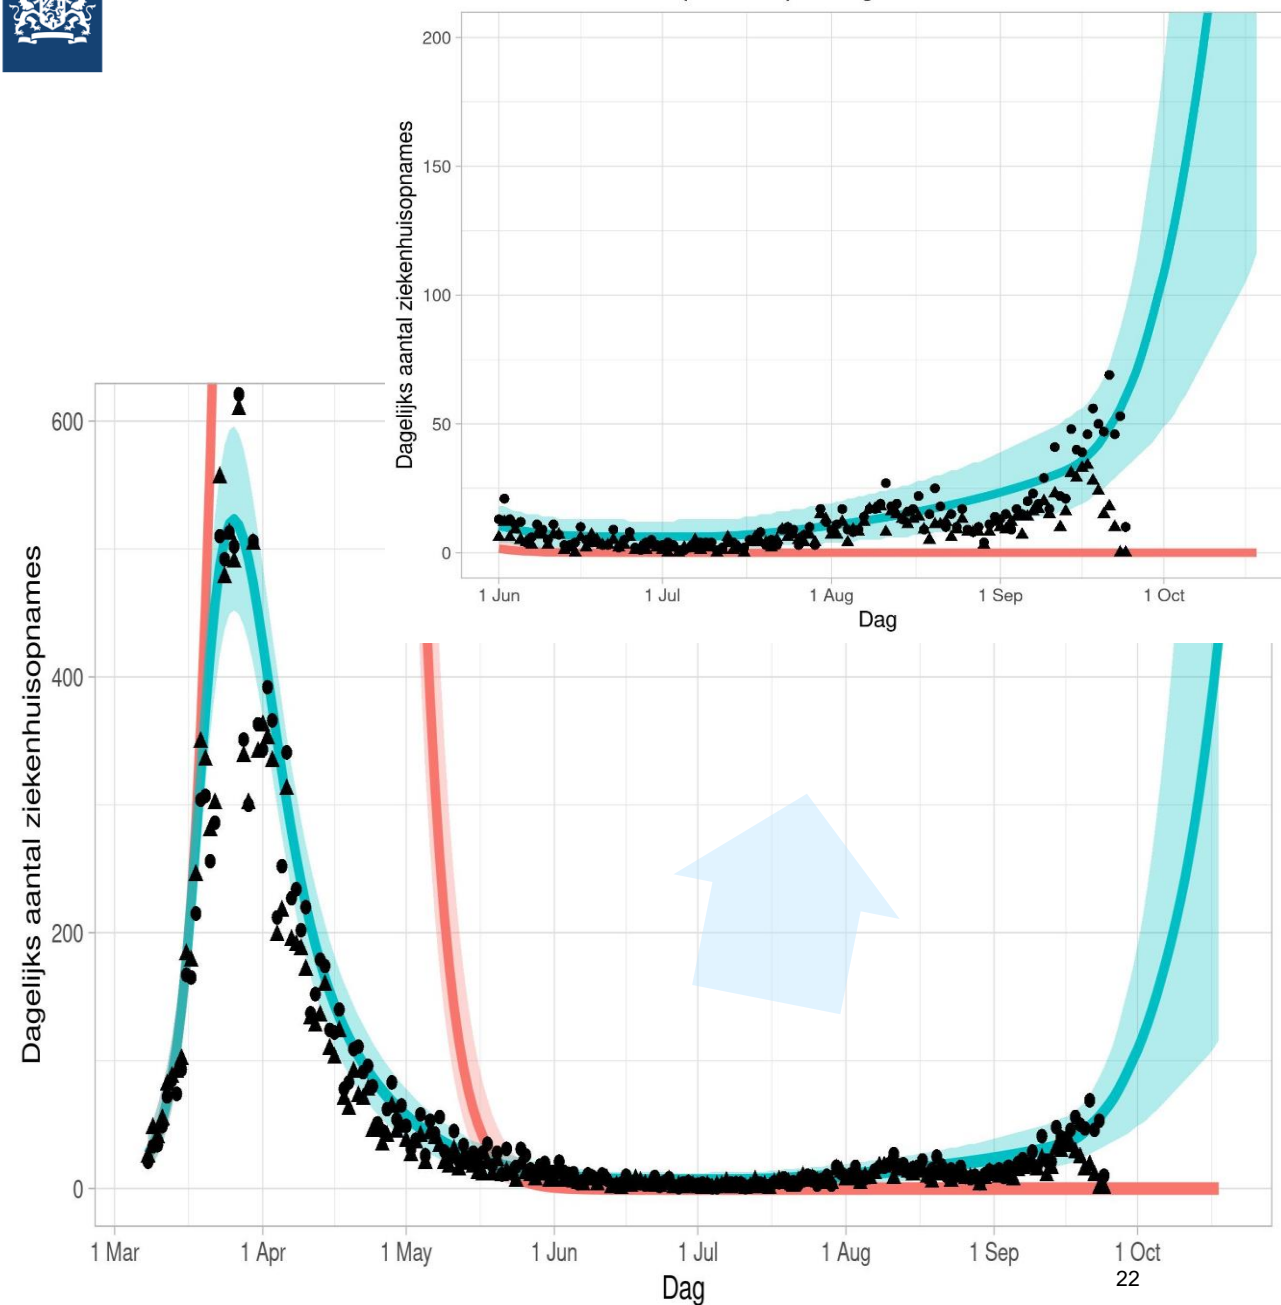 200
150
100
50
0
Dagelijks aantal ziekenhuisopnames
1 Jun
1 Jul
1 Aug
1 Sep
1 Oct
Dag
600
400
200
0
Dagelijks aantal ziekenhuisopnames
1 Mar
1 Apr
1 May
1 Jun
1 Jul
1 Aug
1 Sep
1 Oct
Dag
22